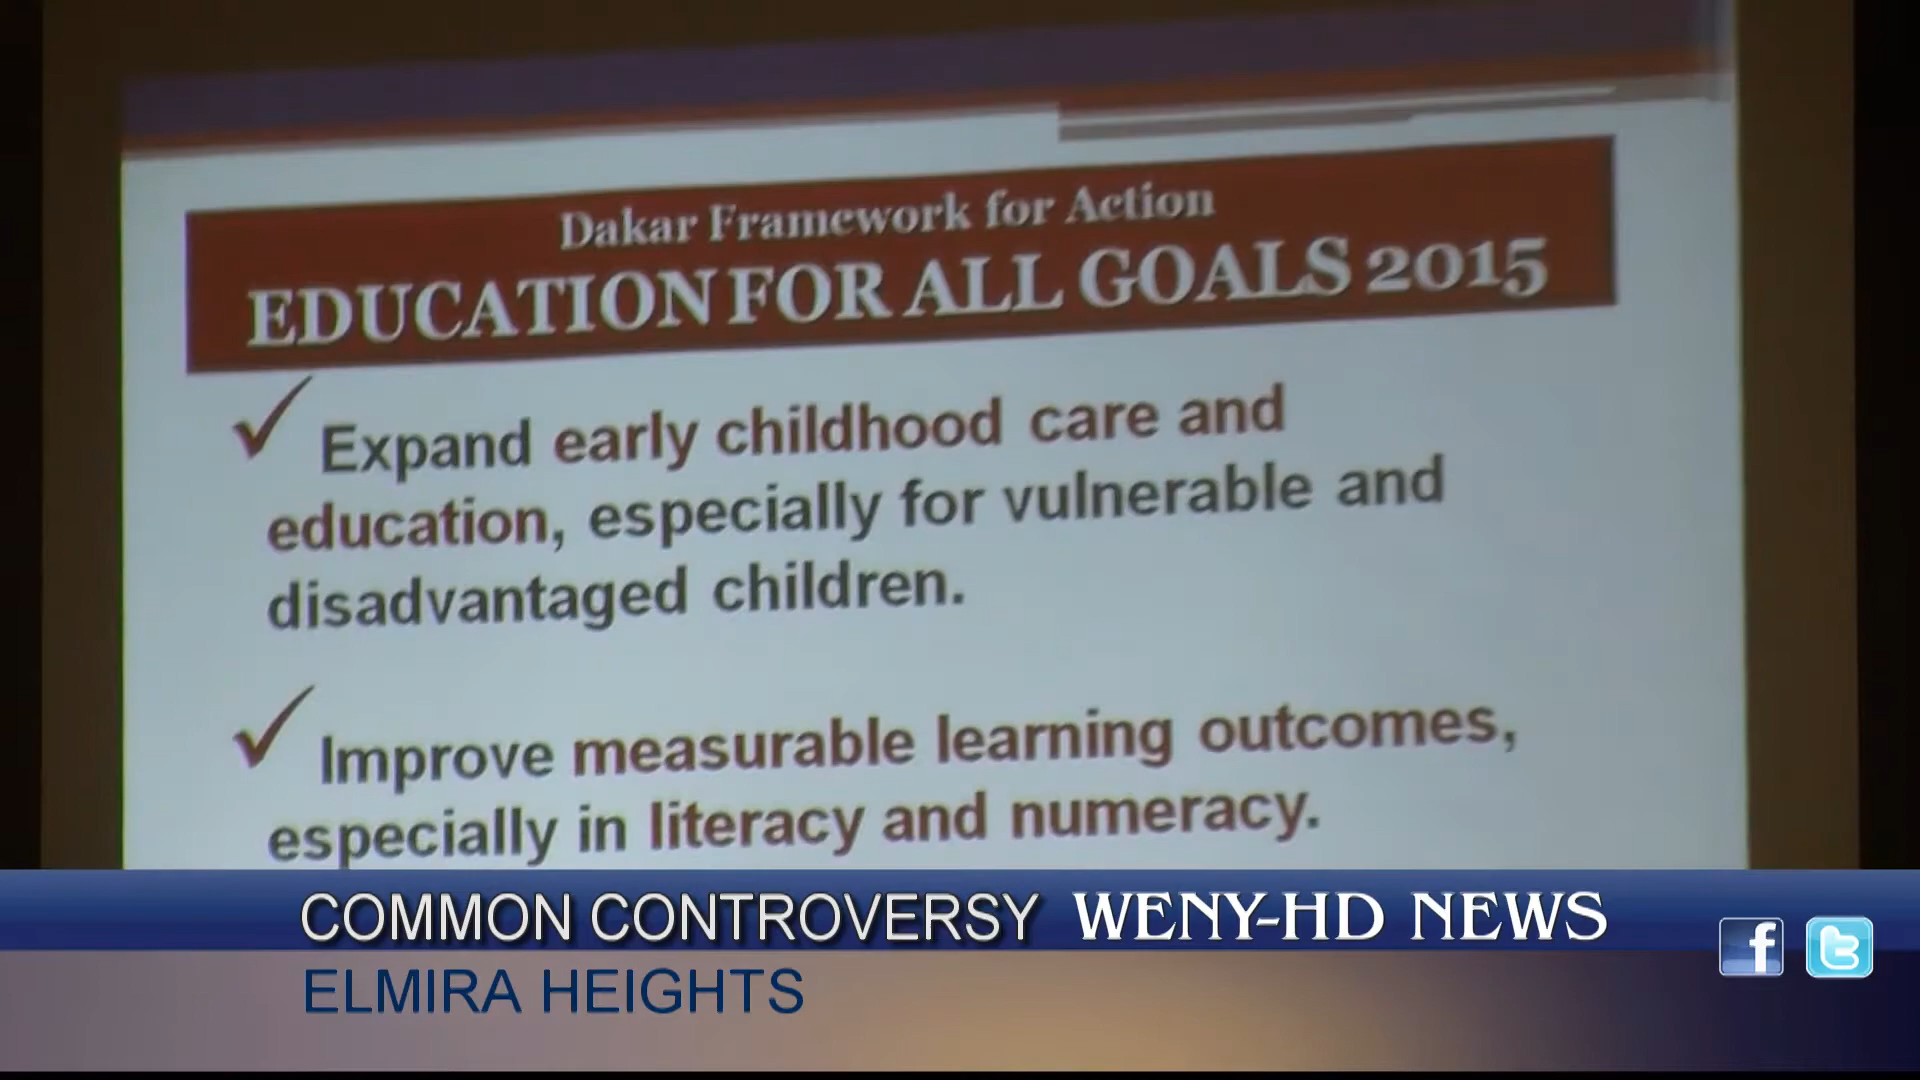 Dakar Framework for Action
EDUCATION FOR ALL GOALS 2015
✓ Expand early childhood care and
education, especially for vulnerable and
disadvantaged children.
✓ Improve measurable learning outcomes,
especially in literacy and numeracy.
COMMON CONTROVERSY WENY-HD NEWS
ELMIRA HEIGHTS